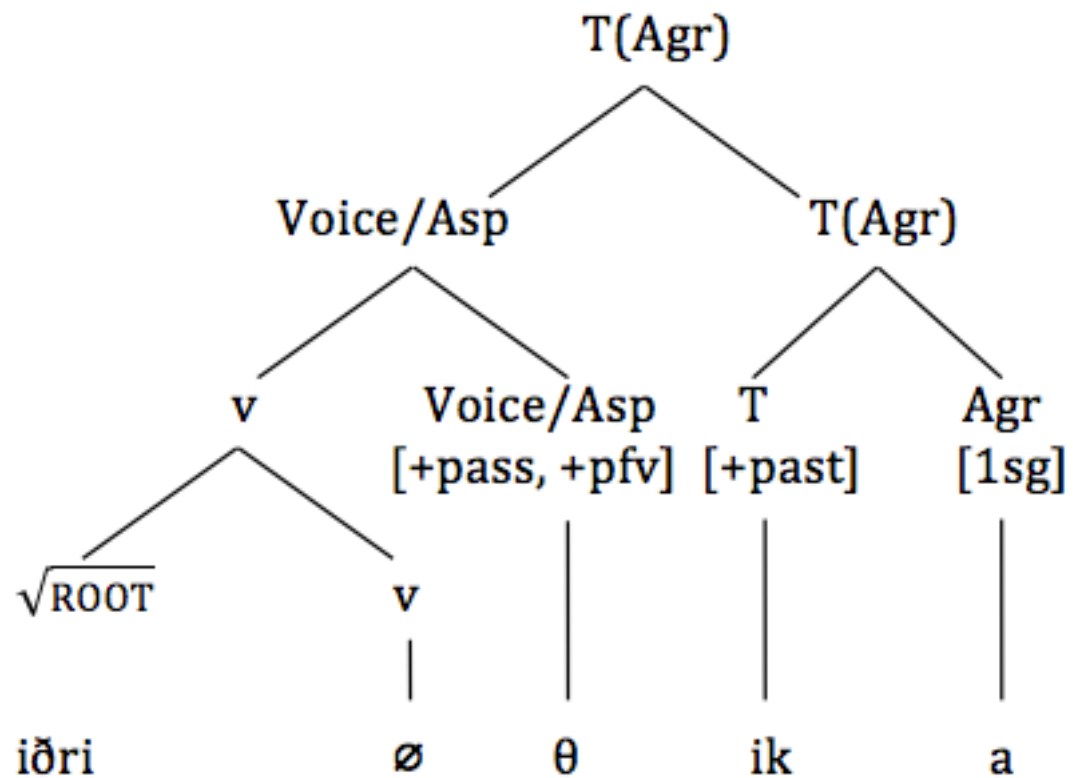 T(Agr)
Voice/Asp T(Agr)
v Voice/Asp T Agr
[+pass, +pfv] [+past] [1sg]
√ROOT v
iðri ∅ θ ik a